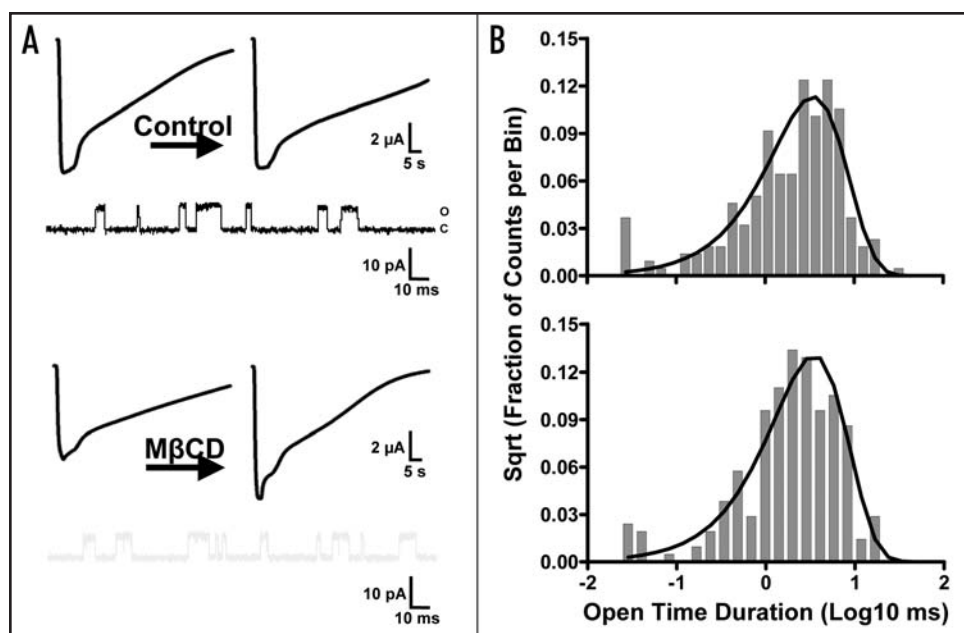 A
Control
2 µA
5 s
O
C
10 pA
10 ms
MβCD
2 µA
5 s
10 pA
10 ms
B
Sqrt (Fraction of Counts per Bin)
0.15
0.12
0.09
0.06
0.03
0.00
0.15
0.12
0.09
0.06
0.03
0.00
-2 -1 0 1 2
Open Time Duration (Log10 ms)